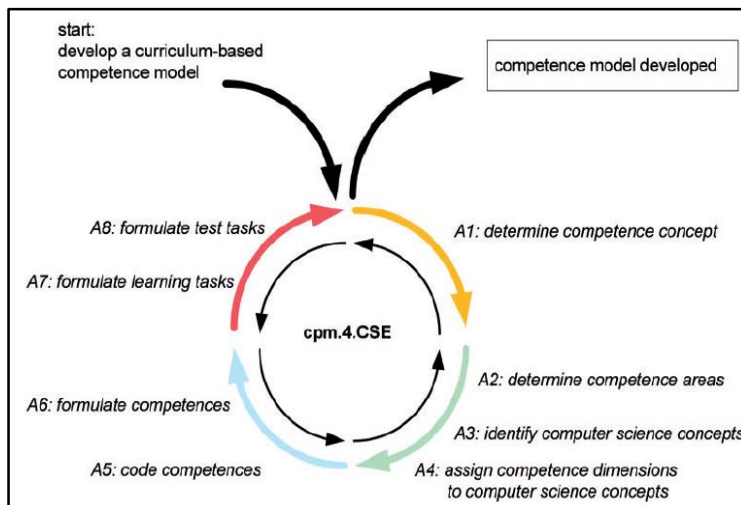 start:
develop a curriculum-based
competence model
competence model developed
A8: formulate test tasks
A1: determine competence concept
A7: formulate learning tasks
cpm.4.CSE
A2: determine competence areas
A6: formulate competences
A3: identify computer science concepts
A5: code competences
A4: assign competence dimensions
to computer science concepts